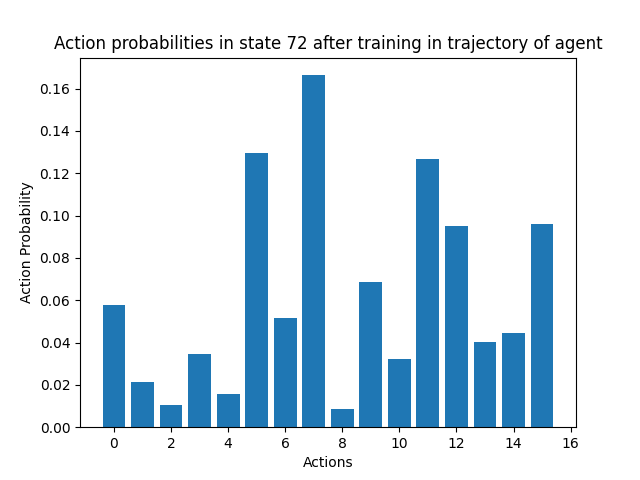 Action probabilities in state 72 after training in trajectory of agent
0.16
0.14
0.12
0.10
0.08
0.06
0.04
0.02
0.00
Action Probability
0 2 4 6 8 10 12 14 16
Actions